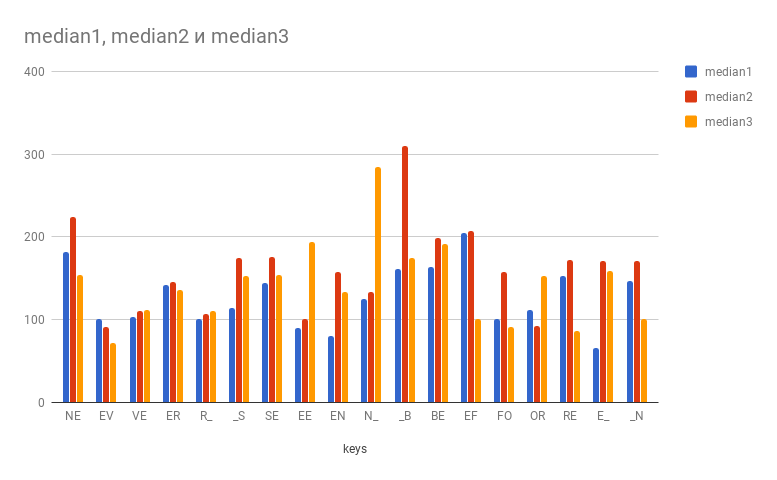 median1, median2 и median3
400
300
200
100
0
NE EV VE ER R_ _S SE EE EN N_ _B BE EF FO OR RE E_ _N
keys
median1
median2
median3